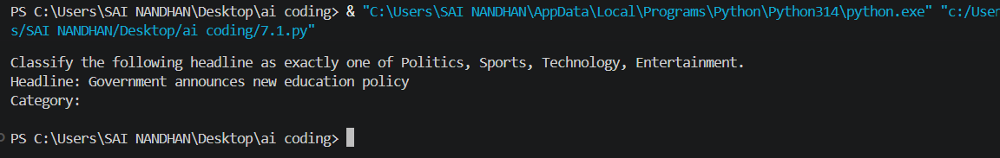 PS C:\Users\SAI NANDHAN\Desktop\ai coding> & "C:\Users\SAI NANDHAN\AppData\Local\Programs\Python\Python314\python.exe" "c:/User
s/SAI NANDHAN/Desktop/ai coding/7.1.py"
Classify the following headline as exactly one of Politics, Sports, Technology, Entertainment.
Headline: Government announces new education policy
Category:
PS C:\Users\SAI NANDHAN\Desktop\ai coding>